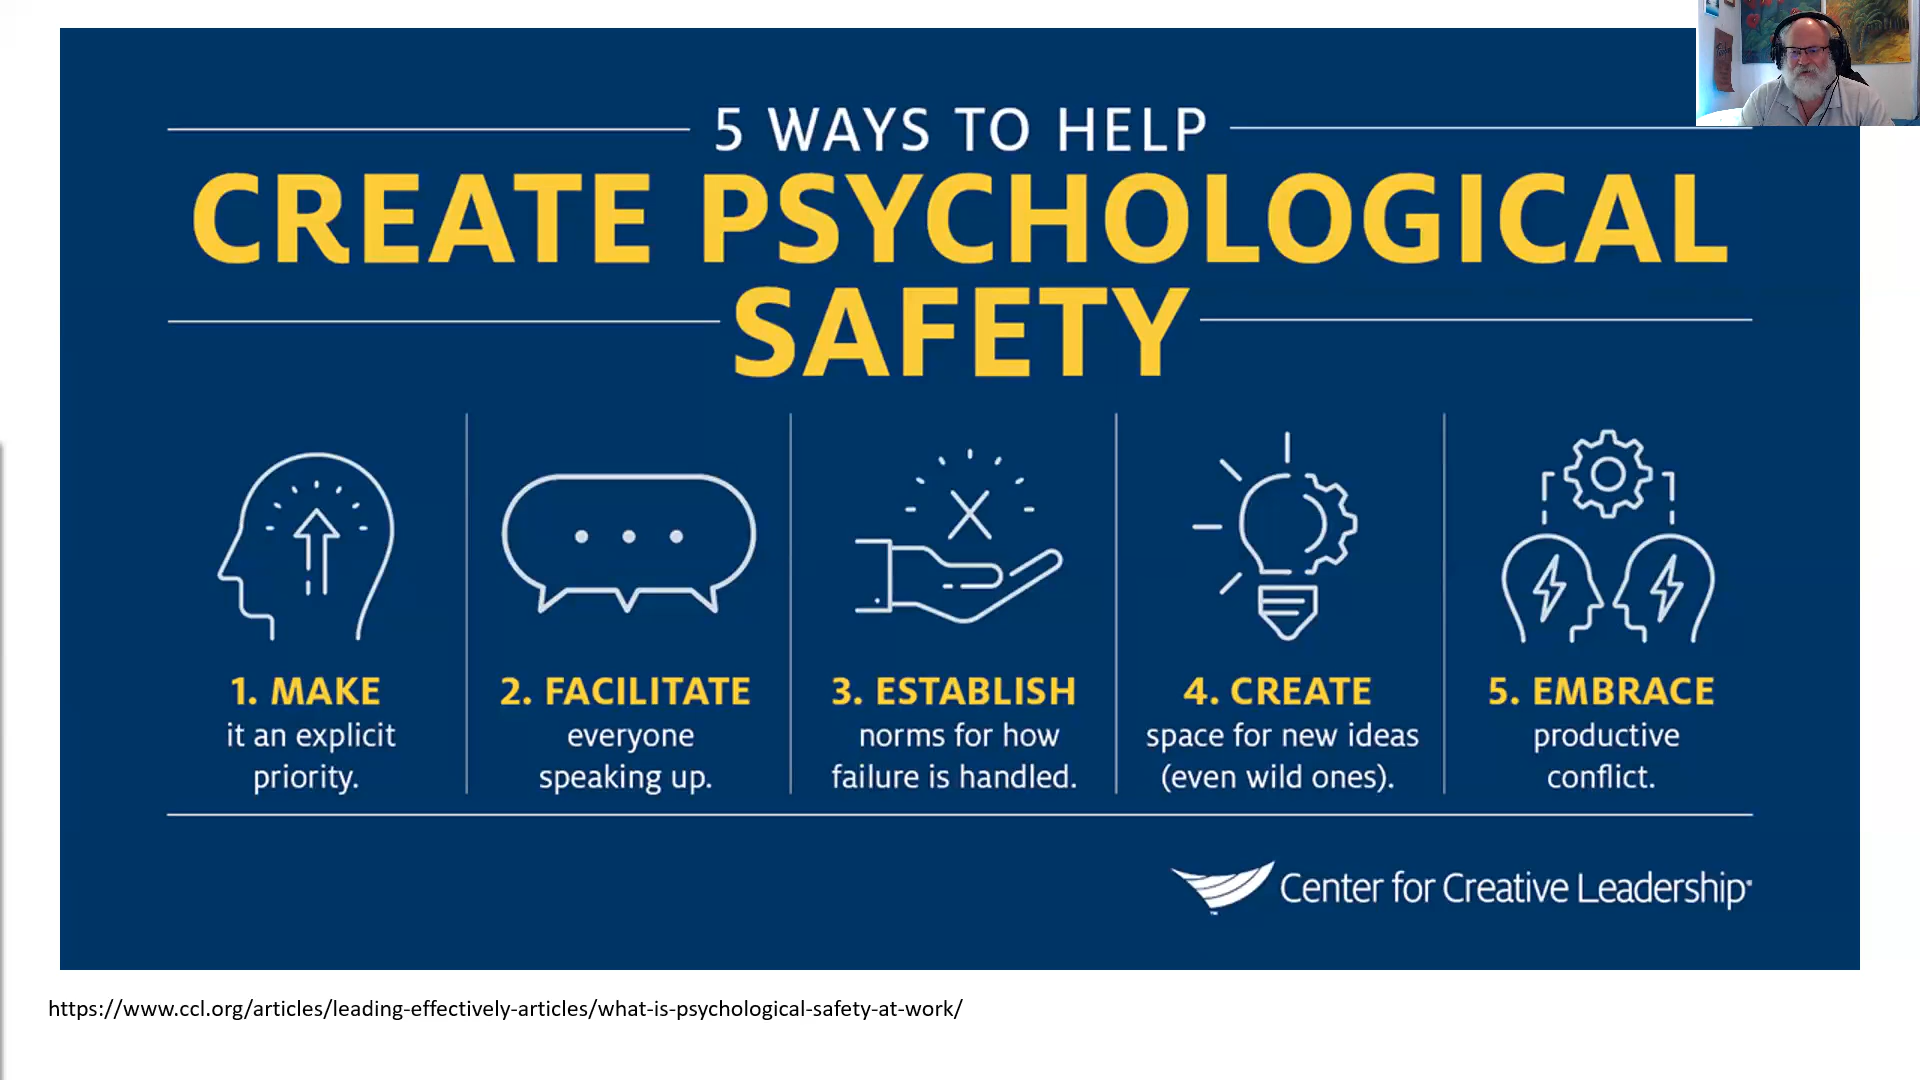 5 WAYS TO HELP
CREATE PSYCHOLOGICAL
SAFETY
1. MAKE
it an explicit
priority.
2. FACILITATE
everyone
speaking up.
3. ESTABLISH
norms for how
failure is handled.
4. CREATE
space for new ideas
(even wild ones).
5. EMBRACE
productive
conflict.
Center for Creative Leadership
https://www.ccl.org/articles/leading-effectively-articles/what-is-psychological-safety-at-work/